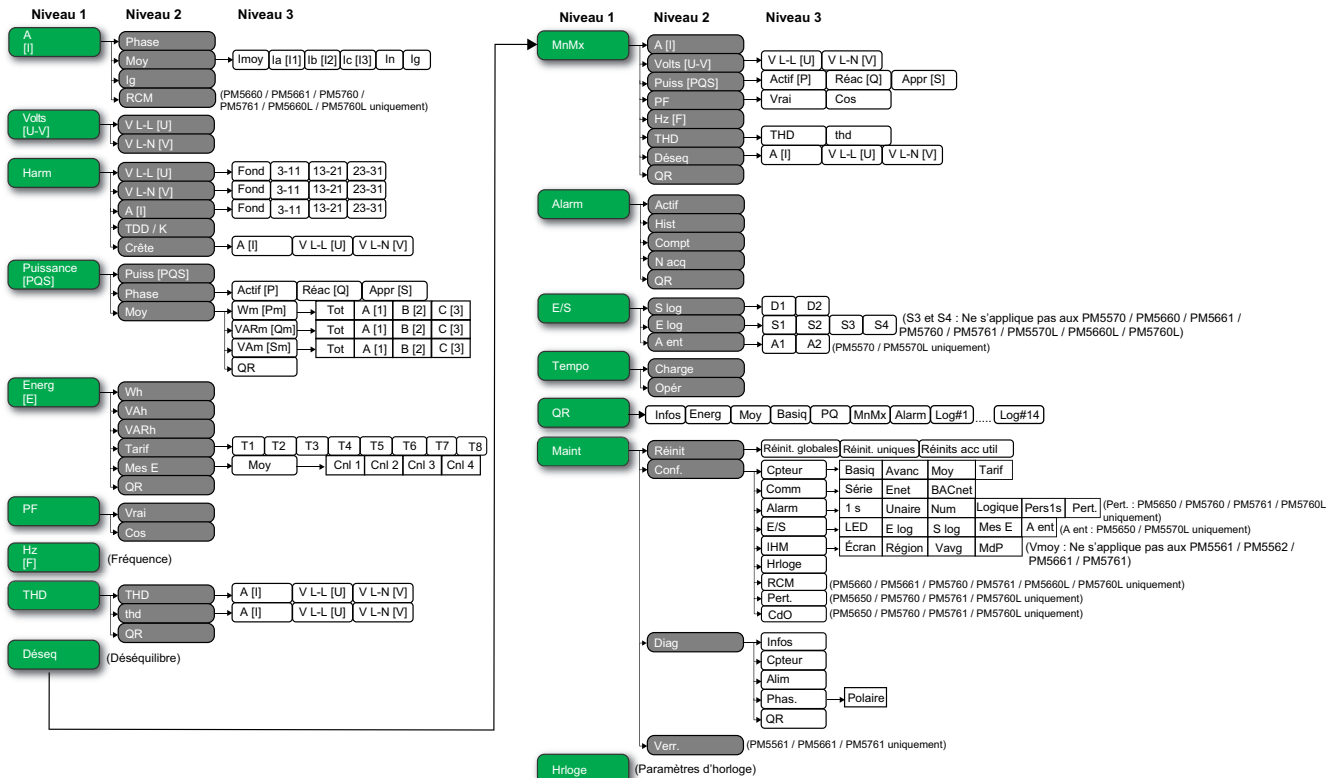 Niveau 1 Niveau 2 Niveau 3
A
[I]
Phase
Moy
Imoy Ia [I1] Ib [I2] Ic [I3] In Ig
Ig
RCM
(PM5660 / PM5661 / PM5760 /
PM5761 / PM5660L / PM5760L uniquement)
Volts
[U-V]
V L-L [U]
V L-N [V]
Harm
V L-L [U] Fond 3-11 13-21 23-31
V L-N [V] Fond 3-11 13-21 23-31
A [I] Fond 3-11 13-21 23-31
TDD / K
Crête A [I] V L-L [U] V L-N [V]
Puissance
[PQS]
Puiss [PQS]
Phase Actif [P] Réac [Q] Appr [S]
Moy Wm [Pm] Tot A [1] B [2] C [3]
VARm [Qm] Tot A [1] B [2] C [3]
VAm [Sm] Tot A [1] B [2] C [3]
QR
Energ
[E]
Wh
VAh
VARh
Tarif T1 T2 T3 T4 T5 T6 T7 T8
Mes E Moy Cnl 1 Cnl 2 Cnl 3 Cnl 4
QR
PF
Vrai
Cos
Hz
[F]
(Fréquence)
THD
THD A [I] V L-L [U] V L-N [V]
thd A [I] V L-L [U] V L-N [V]
QR
Déseq
(Déséquilibre)
Niveau 1 Niveau 2 Niveau 3
MnMx
A [I]
Volts [U-V] V L-L [U] V L-N [V]
Puiss [PQS] Actif [P] Réac [Q] Appr [S]
PF Vrai Cos
Hz [F]
THD THD thd
Déseq A [I] V L-L [U] V L-N [V]
QR
Alarm
Actif
Hist
Compt
N acq
QR
E/S
S log D1 D2
E log S1 S2 S3 S4 (S3 et S4 : Ne s'applique pas aux PM5570 / PM5660 / PM5661 /
PM5760 / PM5761 / PM5570L / PM5660L / PM5760L)
A ent A1 A2 (PM5570 / PM5570L uniquement)
Tempo
Charge
Opér
QR
Infos Energ Moy Basiq PQ MnMx Alarm Log#1 ..... Log#14
Maint
Réinit Réinit. globales Réinit. uniques Réinits acc util
Conf.
Cpteur Basiq Avanc Moy Tarif
Comm Série Enet BACnet
Alarm 1 s Unaire Num Logique Pers1s Pert. (Pert. : PM5650 / PM5760 / PM5761 / PM5760L
uniquement)
E/S LED E log S log Mes E A ent (A ent : PM5650 / PM5570L uniquement)
IHM Écran Région Vavg MdP (Vmoy : Ne s'applique pas aux PM5561 / PM5562 /
PM5661 / PM5761)
Hrloge
RCM (PM5660 / PM5661 / PM5760 / PM5761 / PM5660L / PM5760L uniquement)
Pert. (PM5650 / PM5760 / PM5761 / PM5760L uniquement)
CdO (PM5650 / PM5760 / PM5761 / PM5760L uniquement)
Diag
Infos
Cpteur
Alim
Phas. Polaire
QR
Verr. (PM5561 / PM5661 / PM5761 uniquement)
Hrloge (Paramètres d'horloge)